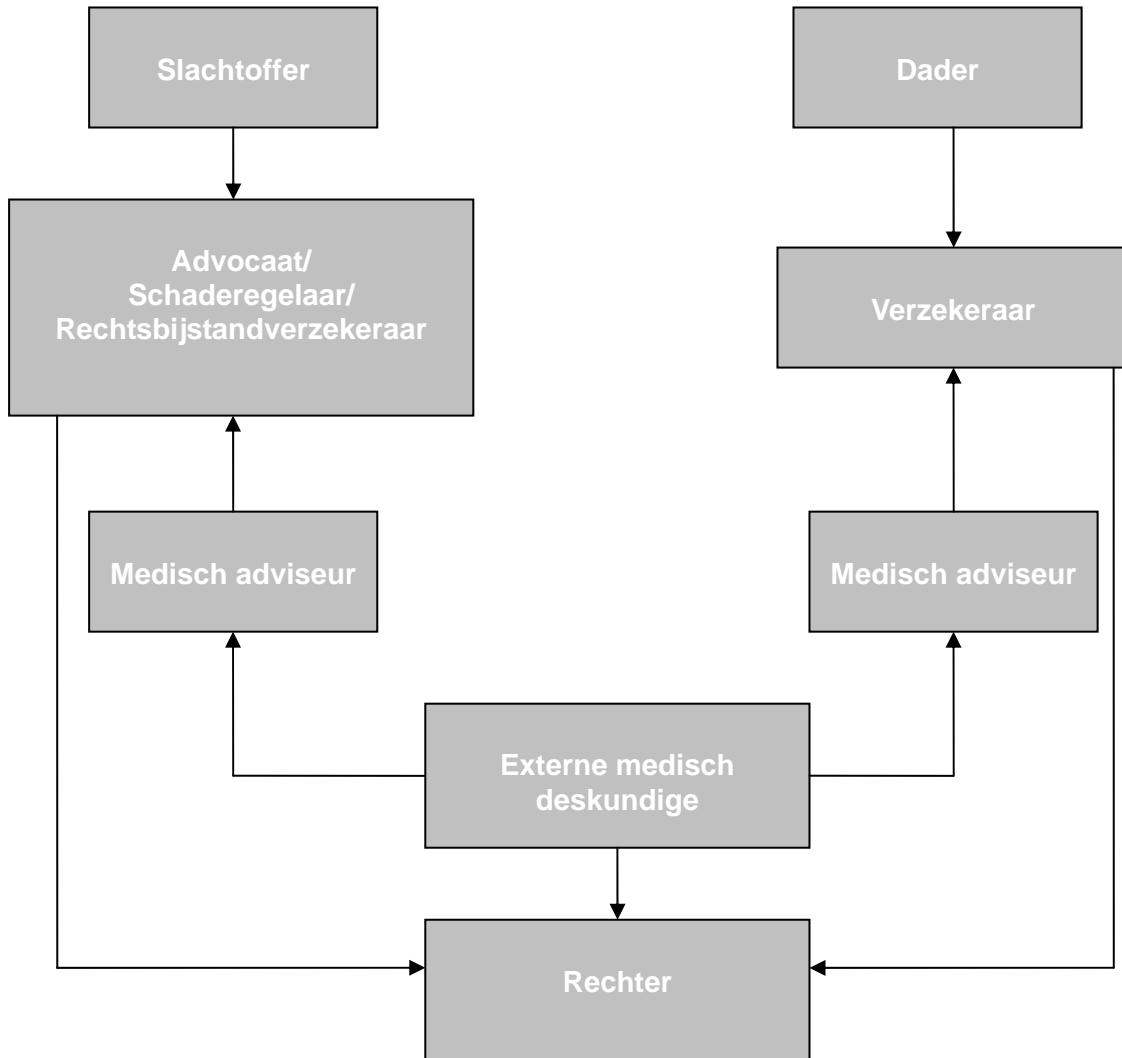 Slachtoffer
Dader
Advocaat/
Schaderegelaar/
Rechtsbijstandverzekeraar
Verzekeraar
Medisch adviseur
Medisch adviseur
Externe medisch
deskundige
Rechter